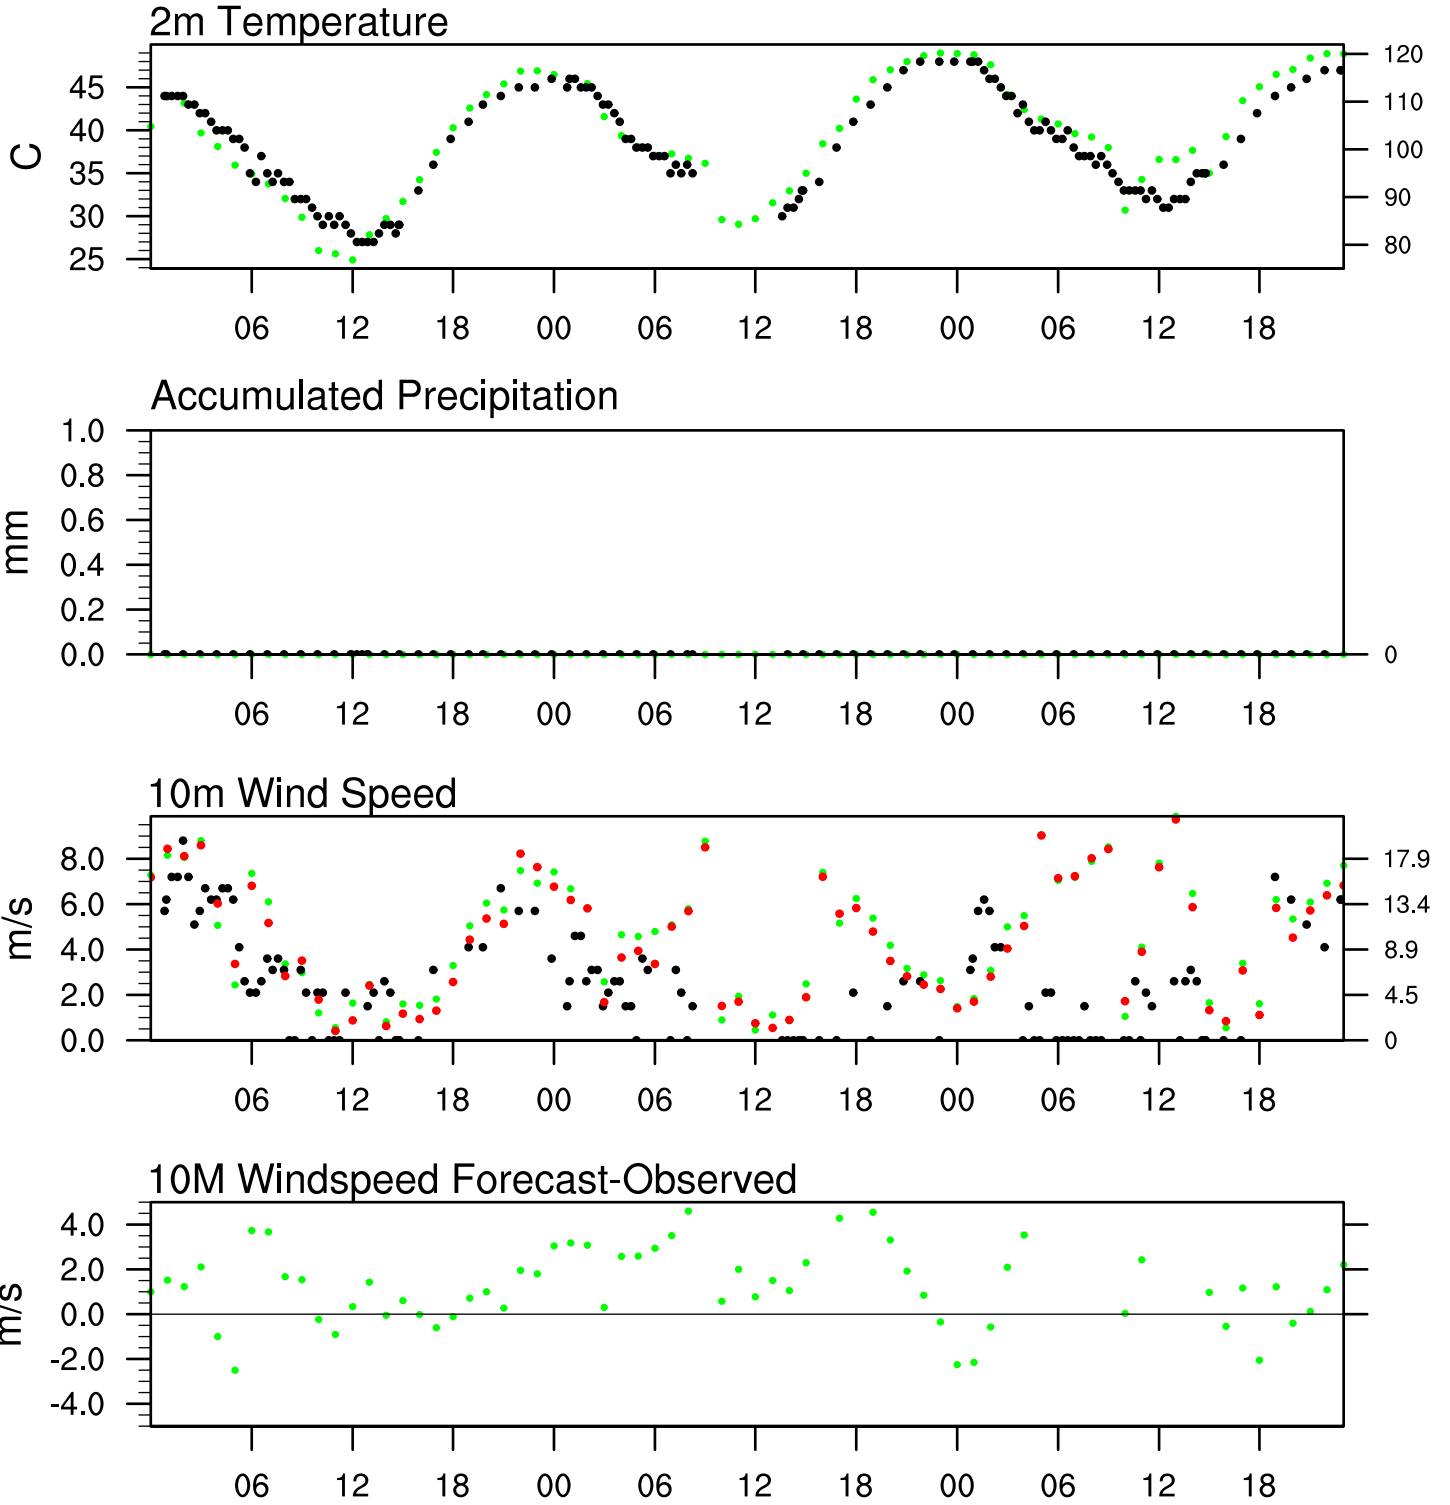 2m Temperature
C
45
40
35
30
25
120
110
100
90
80
06 12 18 00 06 12 18 00 06 12 18
Accumulated Precipitation
mm
1.0
0.8
0.6
0.4
0.2
0.0
0
06 12 18 00 06 12 18 00 06 12 18
10m Wind Speed
m/s
8.0
6.0
4.0
2.0
0.0
17.9
13.4
8.9
4.5
0
06 12 18 00 06 12 18 00 06 12 18
10M Windspeed Forecast-Observed
m/s
4.0
2.0
0.0
-2.0
-4.0
06 12 18 00 06 12 18 00 06 12 18